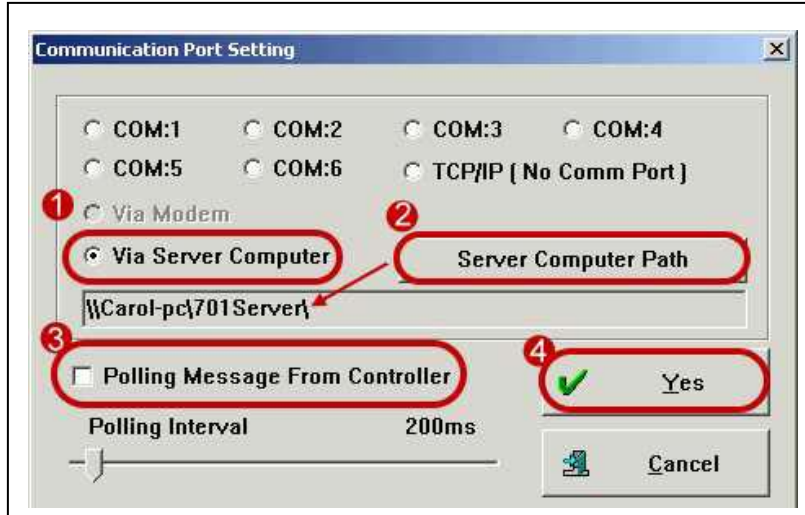 Communication Port Setting
COM:1 COM:2 COM:3 COM:4
COM:5 COM:6 TCP/IP ( No Comm Port )
1 Via Modem 2
Via Server Computer Server Computer Path
\\Carol-pc\701Server\
3 4
Polling Message From Controller Yes
Polling Interval 200ms
Cancel